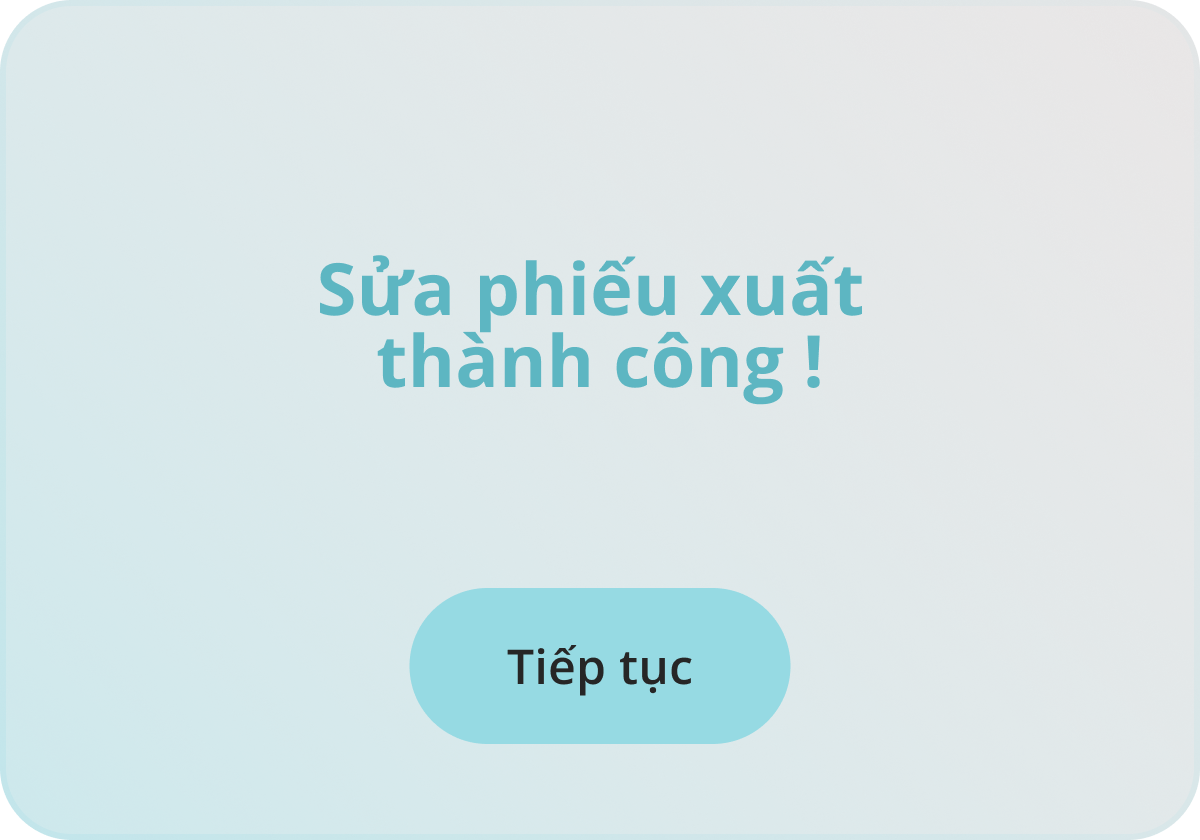 Sửa phiếu xuất
thành công !
Tiếp tục